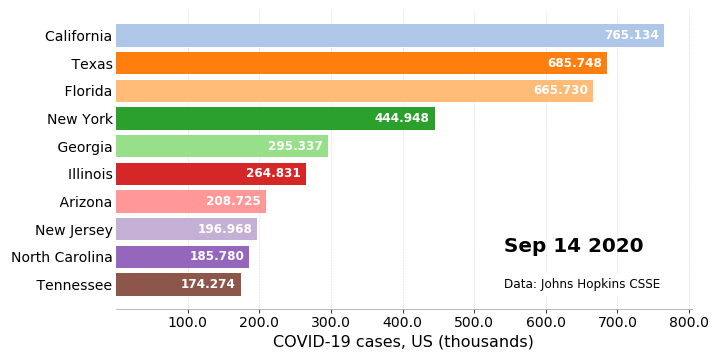 California 765.134
Texas 685.748
Florida 665.730
New York 444.948
Georgia 295.337
Illinois 264.831
Arizona 208.725
New Jersey 196.968
North Carolina 185.780
Tennessee 174.274
Sep 14 2020
Data: Johns Hopkins CSSE
100.0 200.0 300.0 400.0 500.0 600.0 700.0 800.0
COVID-19 cases, US (thousands)